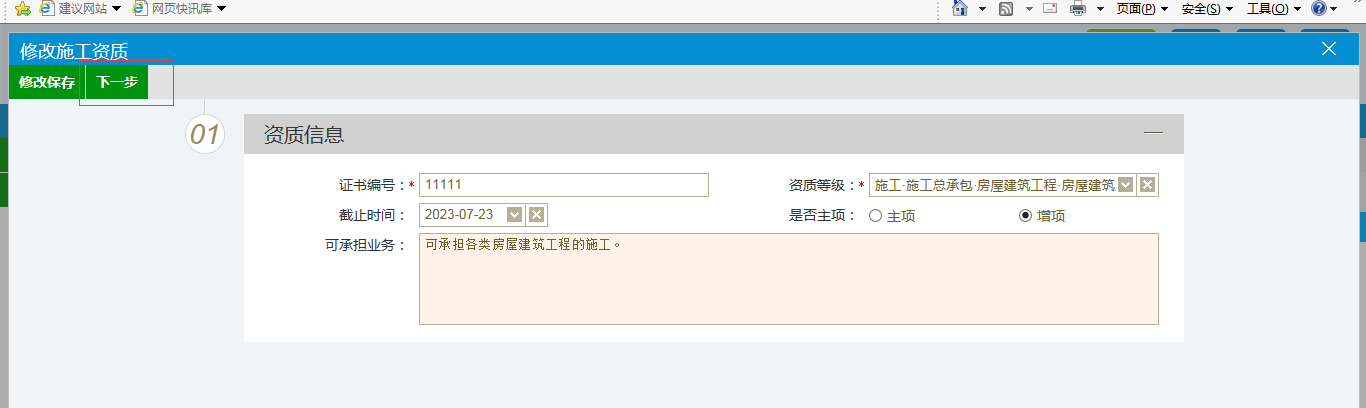 建议网站 网页快讯库 页面(P) 安全(S) 工具(O)
修改施工资质
修改保存 下一步
01 资质信息
证书编号：* 11111 资质等级：* 施工·施工总承包·房屋建筑工程·房屋建筑
截止时间： 2023-07-23 是否主项： 主项 增项
可承担业务： 可承担各类房屋建筑工程的施工。